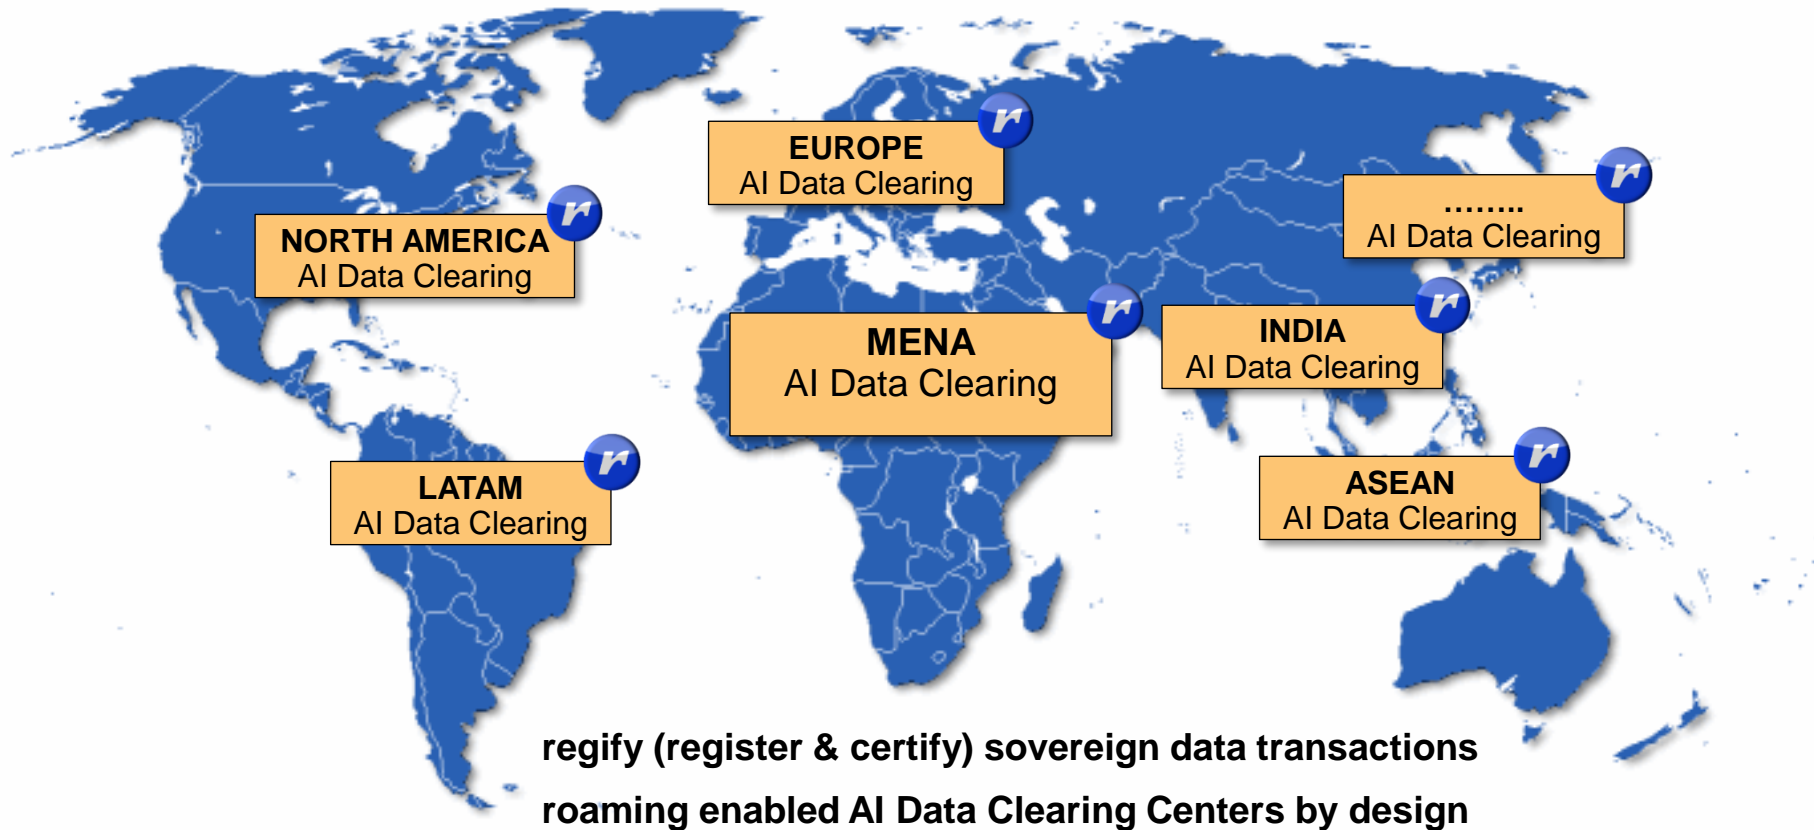 EUROPE
AI Data Clearing
r
……..
AI Data Clearing
r
NORTH AMERICA
AI Data Clearing
r
MENA
AI Data Clearing
r
INDIA
AI Data Clearing
r
LATAM
AI Data Clearing
r
ASEAN
AI Data Clearing
r
regify (register & certify) sovereign data transactions
roaming enabled AI Data Clearing Centers by design